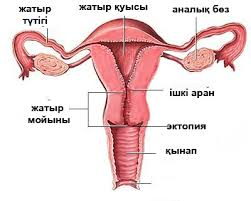 жатыр
түтігі
жатыр қуысы
аналық без
ішкі аран
жатыр
мойыны
эктопия
қынап